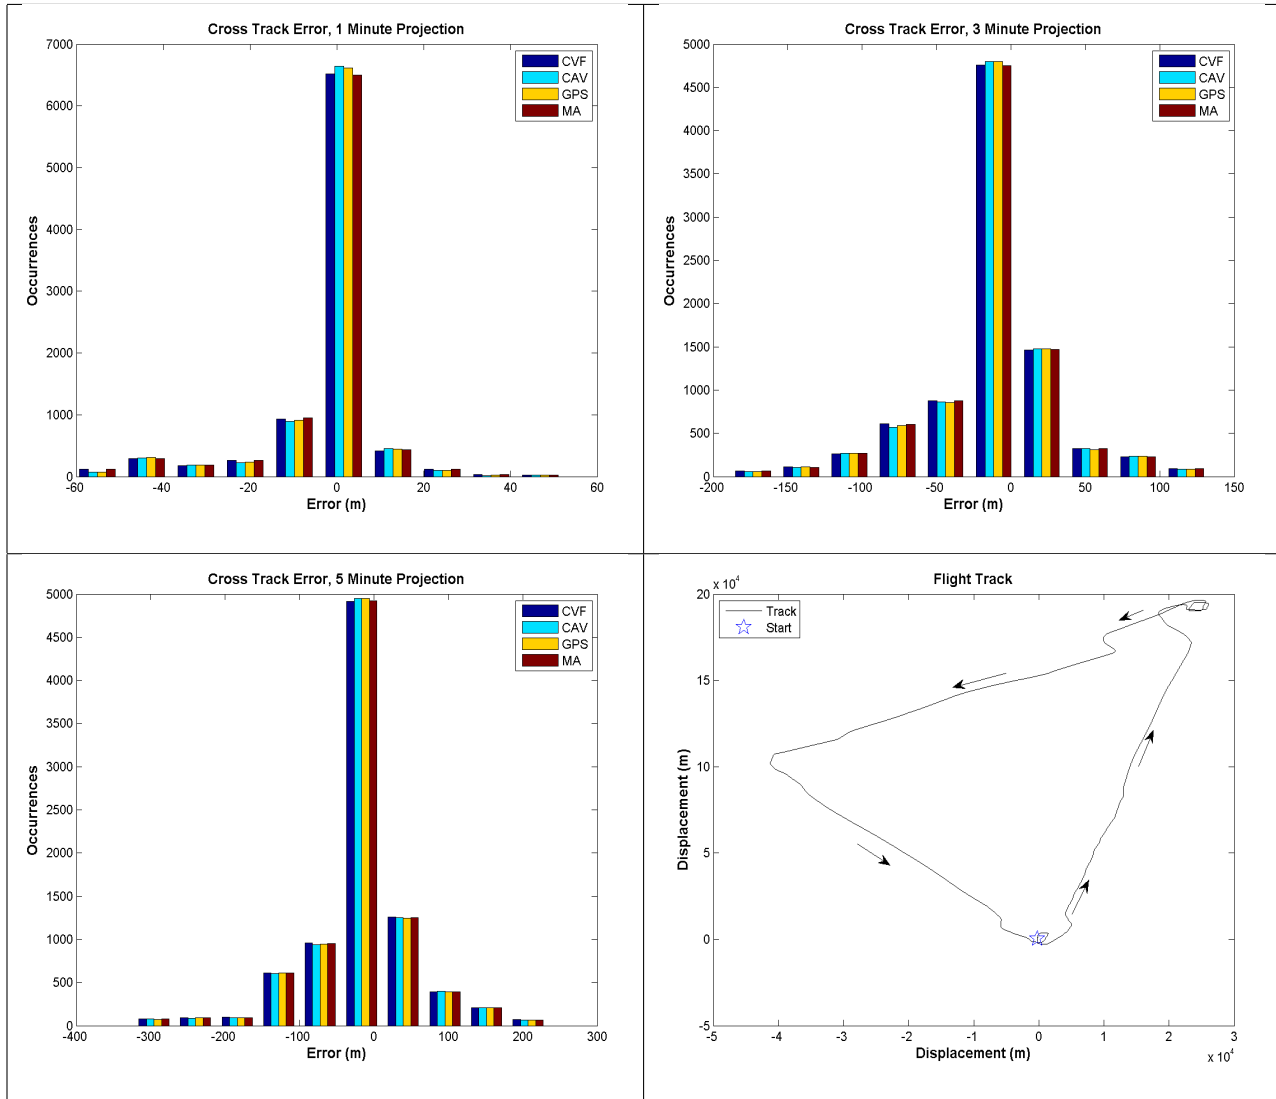 Cross Track Error, 1 Minute Projection
7000
6000
5000
4000
3000
2000
1000
0
Occurrences
CVF
CAV
GPS
MA
-60 -40 -20 0 20 40 60
Error (m)
Cross Track Error, 3 Minute Projection
5000
4500
4000
3500
3000
2500
2000
1500
1000
500
0
Occurrences
CVF
CAV
GPS
MA
-200 -150 -100 -50 0 50 100 150
Error (m)
Cross Track Error, 5 Minute Projection
5000
4500
4000
3500
3000
2500
2000
1500
1000
500
0
Occurrences
CVF
CAV
GPS
MA
-400 -300 -200 -100 0 100 200 300
Error (m)
Flight Track
x 10⁴
20
15
10
5
0
-5
Displacement (m)
Track
Start
-5 -4 -3 -2 -1 0 1 2 3
Displacement (m)
x 10⁴